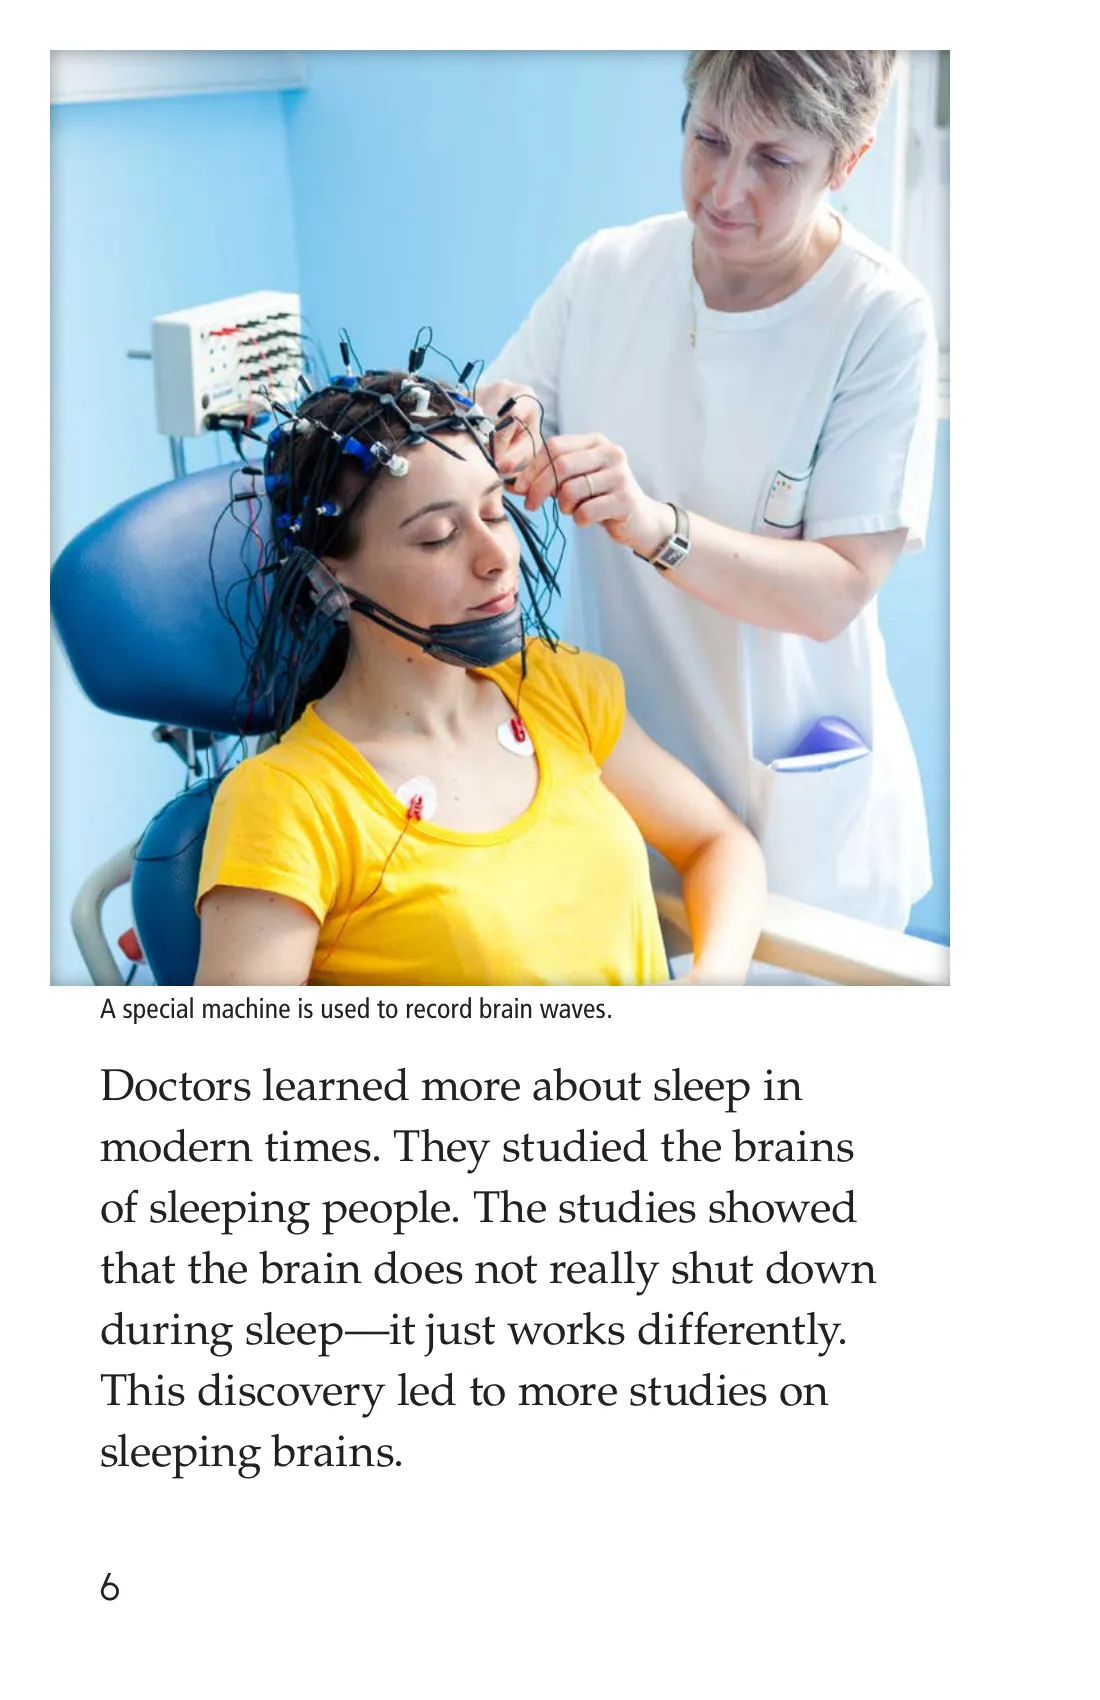 A special machine is used to record brain waves.
Doctors learned more about sleep in
modern times. They studied the brains
of sleeping people. The studies showed
that the brain does not really shut down
during sleep—it just works differently.
This discovery led to more studies on
sleeping brains.
6